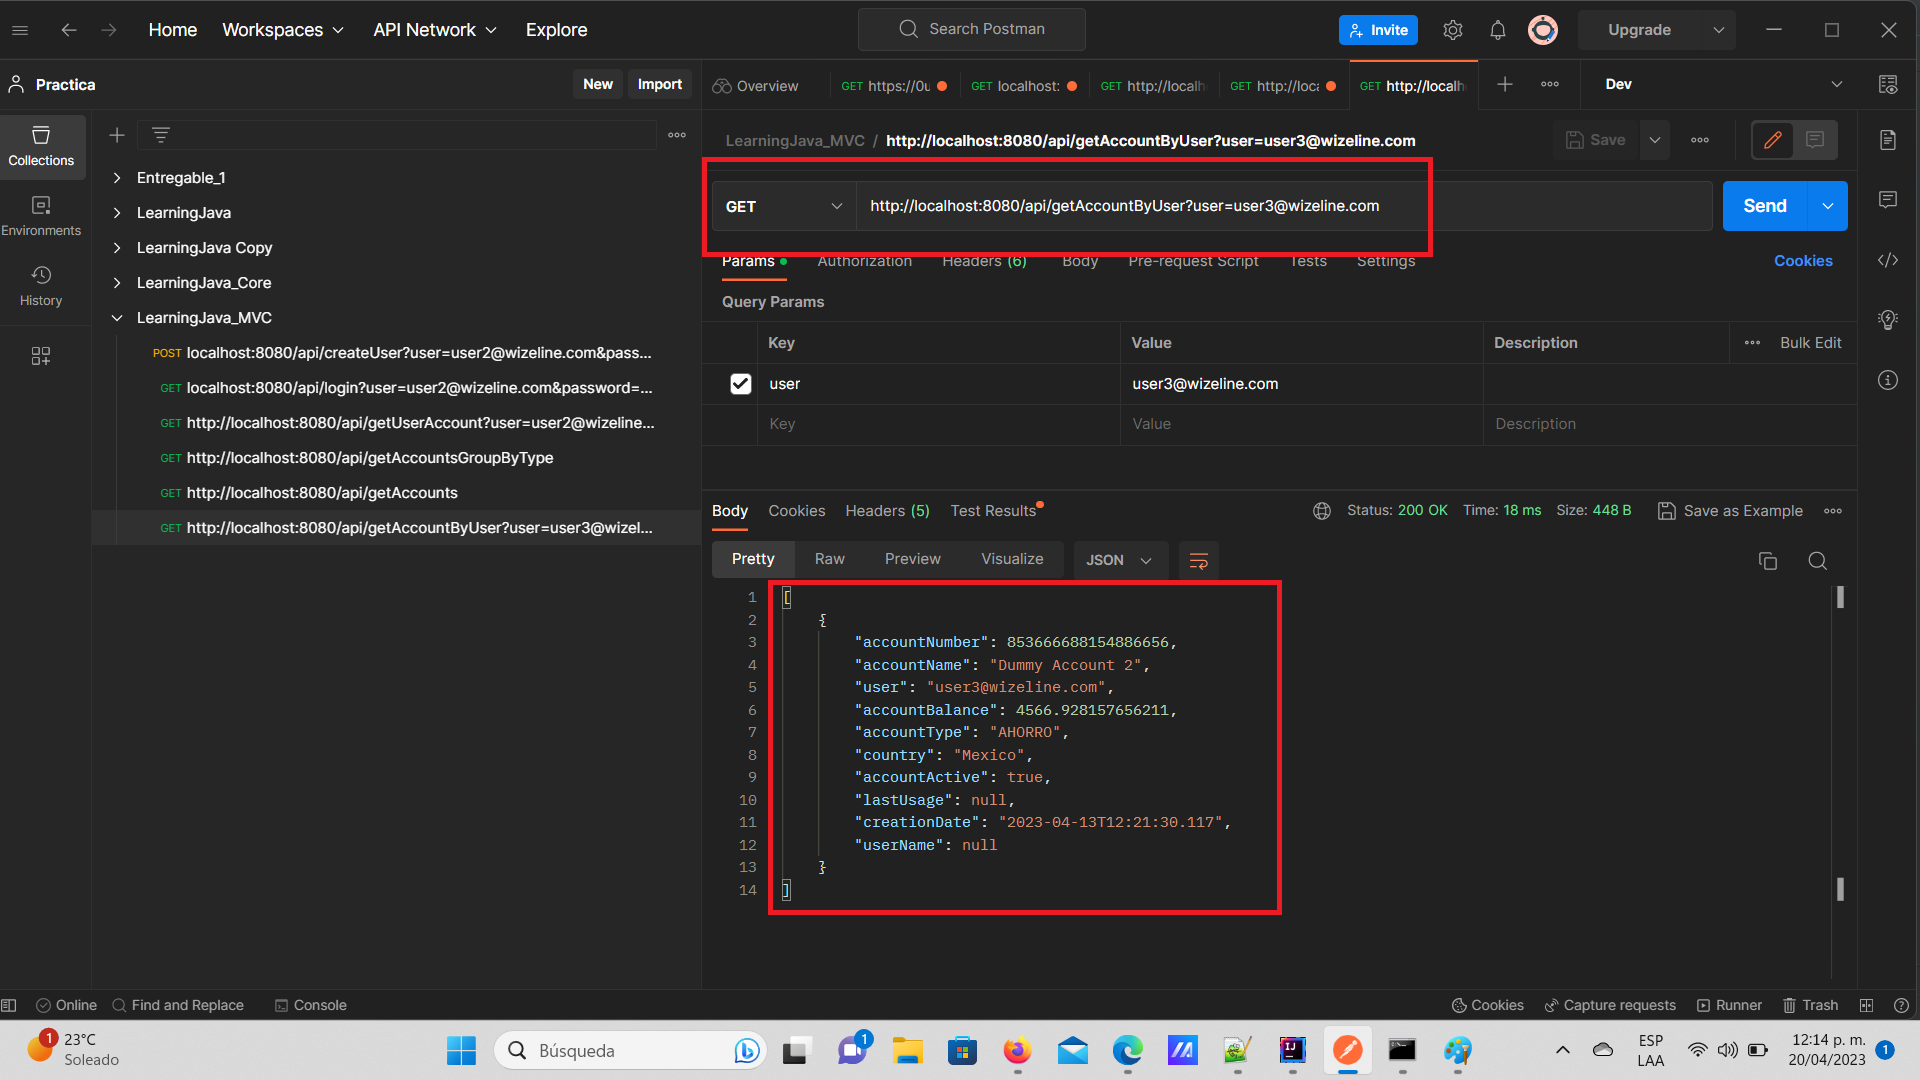 Home Workspaces API Network Explore Search Postman Invite Upgrade
Practica New Import Overview GET https://0u GET localhost: GET http://localh GET http://loca GET http://localh Dev
Collections
Environments
History
Entregable_1
LearningJava
LearningJava Copy
LearningJava_Core
LearningJava_MVC
POST localhost:8080/api/createUser?user=user2@wizeline.com&pass...
GET localhost:8080/api/login?user=user2@wizeline.com&password=...
GET http://localhost:8080/api/getUserAccount?user=user2@wizeline...
GET http://localhost:8080/api/getAccountsGroupByType
GET http://localhost:8080/api/getAccounts
GET http://localhost:8080/api/getAccountByUser?user=user3@wizel...
LearningJava_MVC / http://localhost:8080/api/getAccountByUser?user=user3@wizeline.com Save
GET http://localhost:8080/api/getAccountByUser?user=user3@wizeline.com Send
Params Authorization Headers (6) Body Pre-request Script Tests Settings Cookies
Query Params
Key Value Description Bulk Edit
user user3@wizeline.com
Key Value Description
Body Cookies Headers (5) Test Results Status: 200 OK Time: 18 ms Size: 448 B Save as Example
Pretty Raw Preview Visualize JSON
1 [
2 {
3 "accountNumber": 853666688154886656,
4 "accountName": "Dummy Account 2",
5 "user": "user3@wizeline.com",
6 "accountBalance": 4566.928157656211,
7 "accountType": "AHORRO",
8 "country": "Mexico",
9 "accountActive": true,
10 "lastUsage": null,
11 "creationDate": "2023-04-13T12:21:30.117",
12 "userName": null
13 }
14 ]
Online Find and Replace Console Cookies Capture requests Runner Trash
1 23°C
Soleado
Búsqueda
1
IJ
ESP
LAA
12:14 p. m.
20/04/2023
1